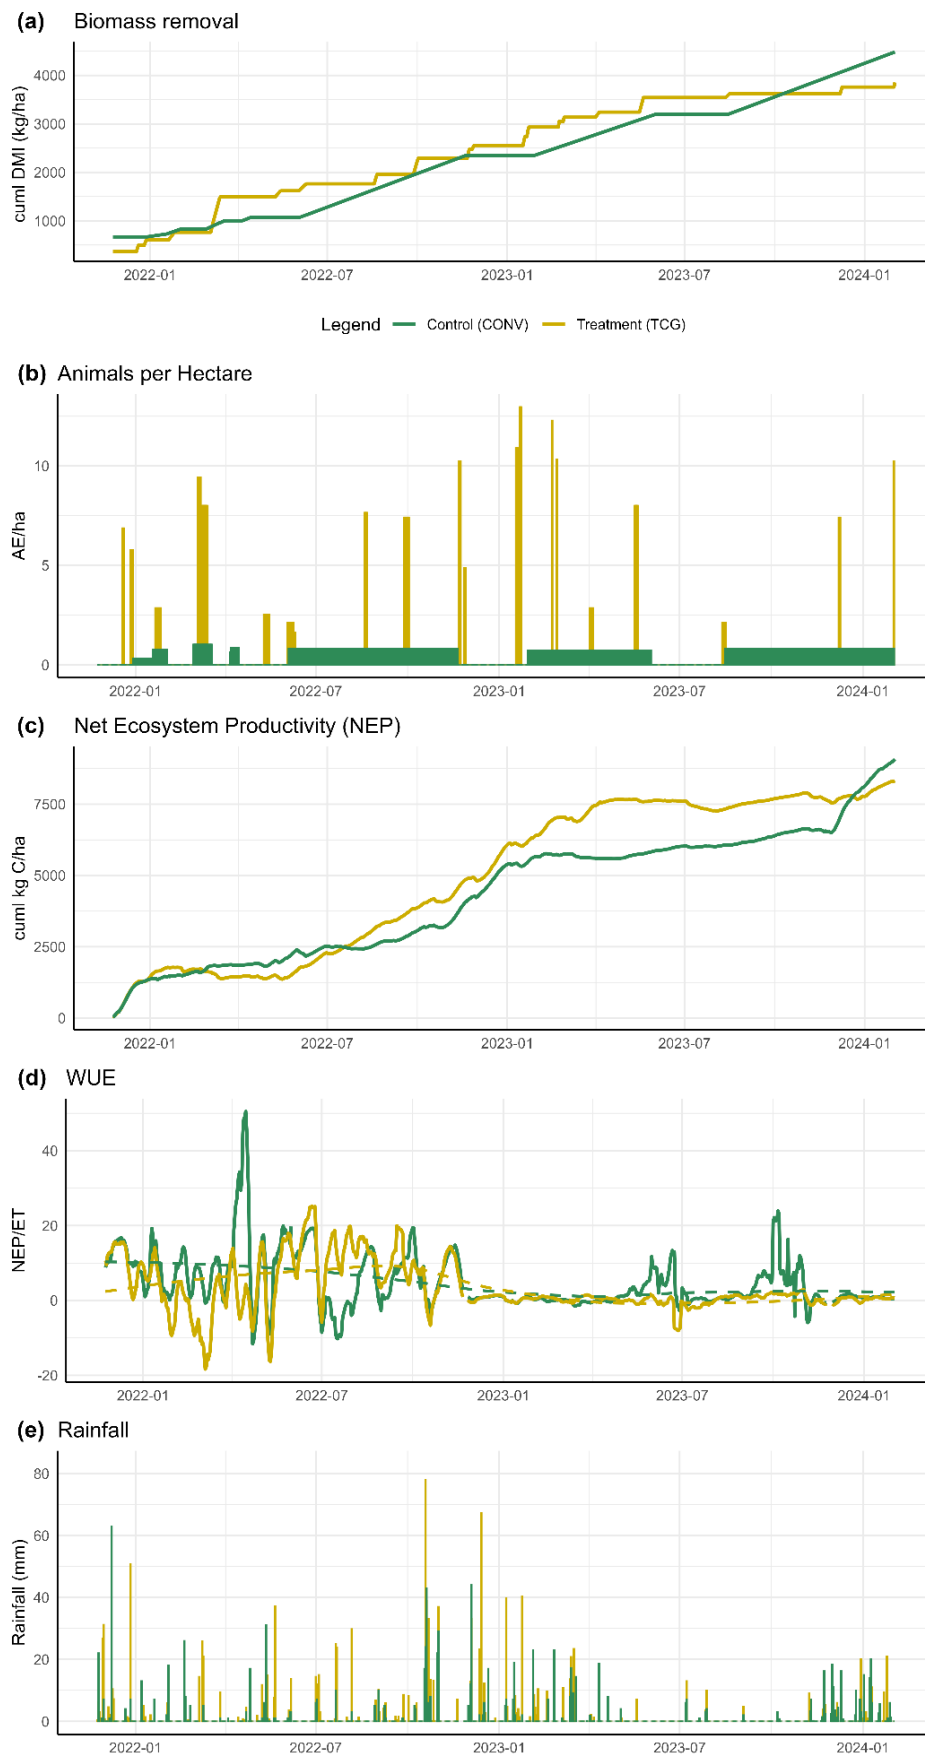 (a) Biomass removal
cuml DMI (kg/ha)
4000
3000
2000
1000
2022-01 2022-07 2023-01 2023-07 2024-01
Legend Control (CONV) Treatment (TCG)
(b) Animals per Hectare
AE/ha
10
5
0
2022-01 2022-07 2023-01 2023-07 2024-01
(c) Net Ecosystem Productivity (NEP)
cuml kg C/ha
7500
5000
2500
0
2022-01 2022-07 2023-01 2023-07 2024-01
(d) WUE
NEP/ET
40
20
0
-20
2022-01 2022-07 2023-01 2023-07 2024-01
(e) Rainfall
Rainfall (mm)
80
60
40
20
0
2022-01 2022-07 2023-01 2023-07 2024-01